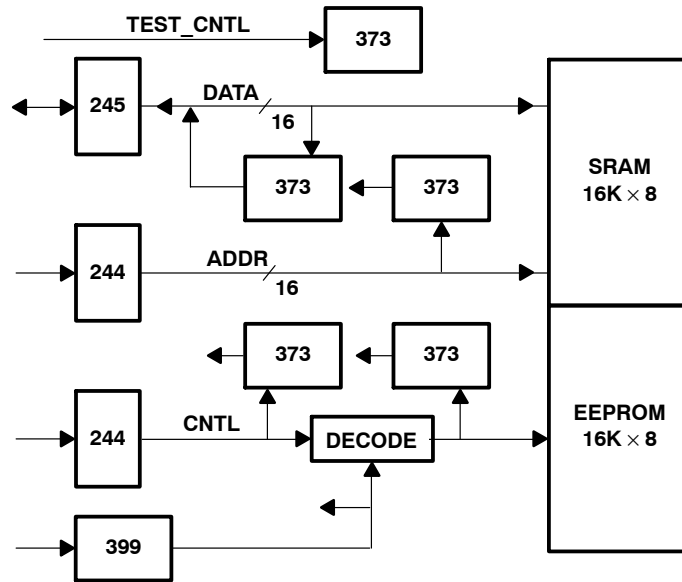 TEST_CNTL
373
245
DATA
16
373
373
SRAM
16K × 8
244
ADDR
16
373
373
244
CNTL
DECODE
EEPROM
16K × 8
399